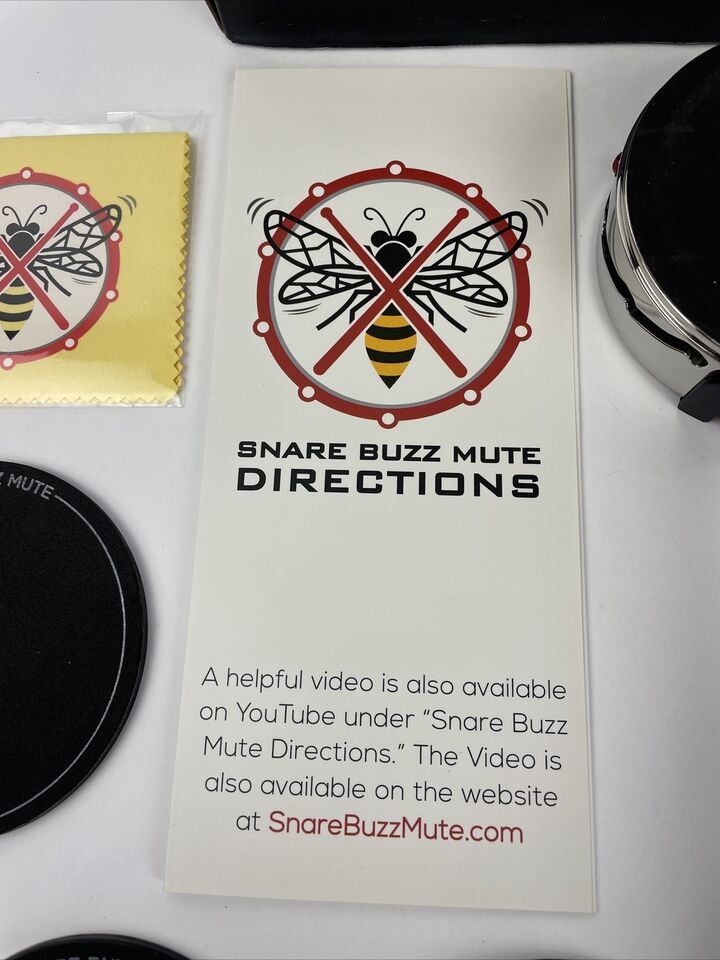 SNARE BUZZ MUTE
DIRECTIONS
A helpful video is also available
on YouTube under “Snare Buzz
Mute Directions.” The Video is
also available on the website
at SnareBuzzMute.com
MUTE